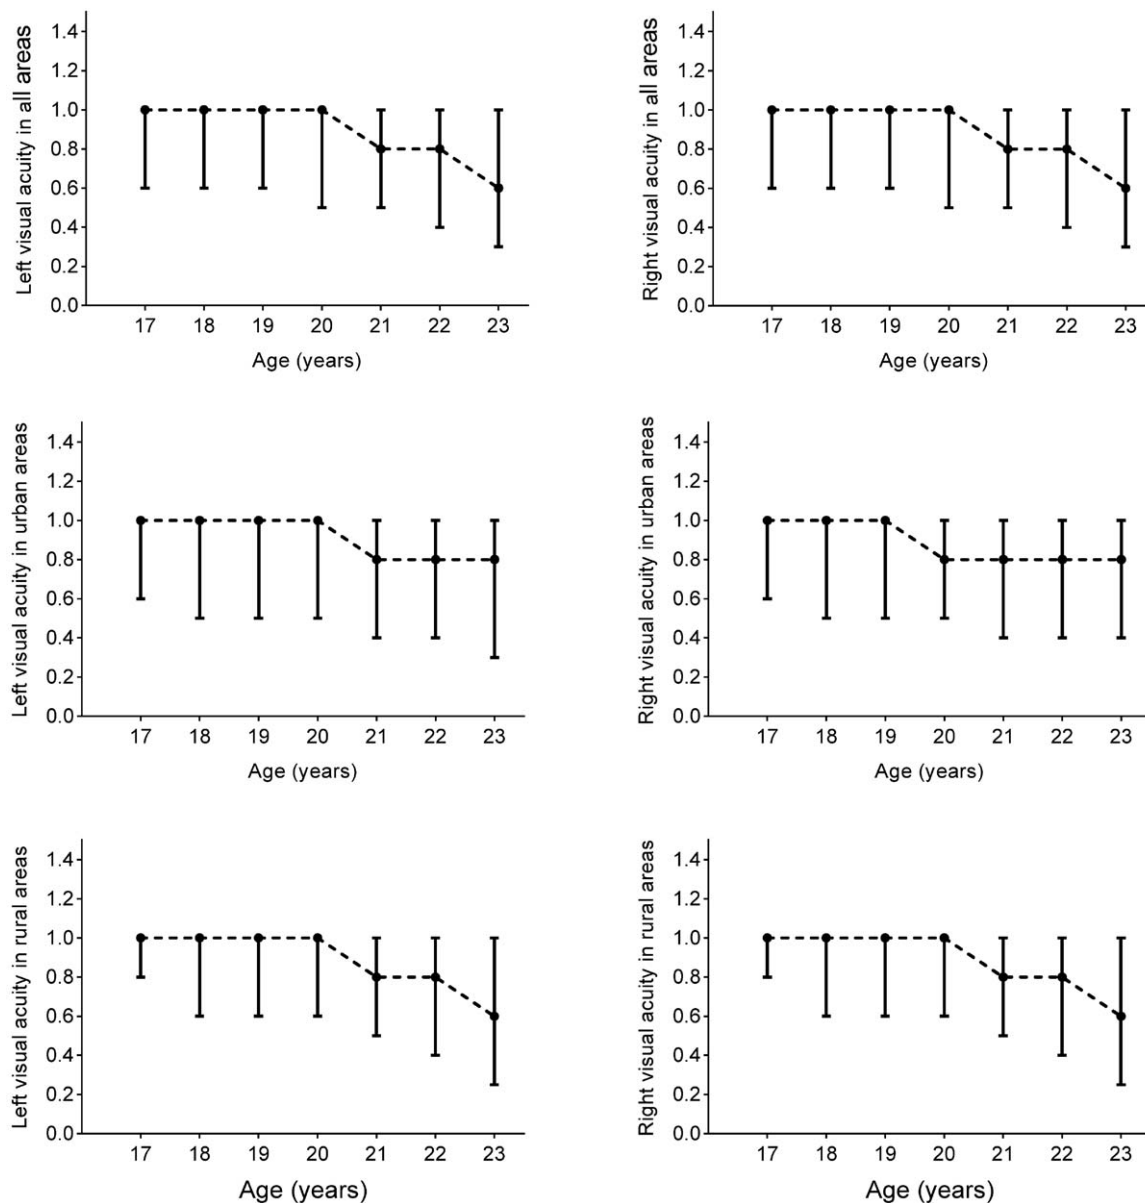 Left visual acuity in all areas
1.4
1.2
1.0
0.8
0.6
0.4
0.2
0.0
17 18 19 20 21 22 23
Age (years)
Right visual acuity in all areas
1.4
1.2
1.0
0.8
0.6
0.4
0.2
0.0
17 18 19 20 21 22 23
Age (years)
Left visual acuity in urban areas
1.4
1.2
1.0
0.8
0.6
0.4
0.2
0.0
17 18 19 20 21 22 23
Age (years)
Right visual acuity in urban areas
1.4
1.2
1.0
0.8
0.6
0.4
0.2
0.0
17 18 19 20 21 22 23
Age (years)
Left visual acuity in rural areas
1.4
1.2
1.0
0.8
0.6
0.4
0.2
0.0
17 18 19 20 21 22 23
Age (years)
Right visual acuity in rural areas
1.4
1.2
1.0
0.8
0.6
0.4
0.2
0.0
17 18 19 20 21 22 23
Age (years)